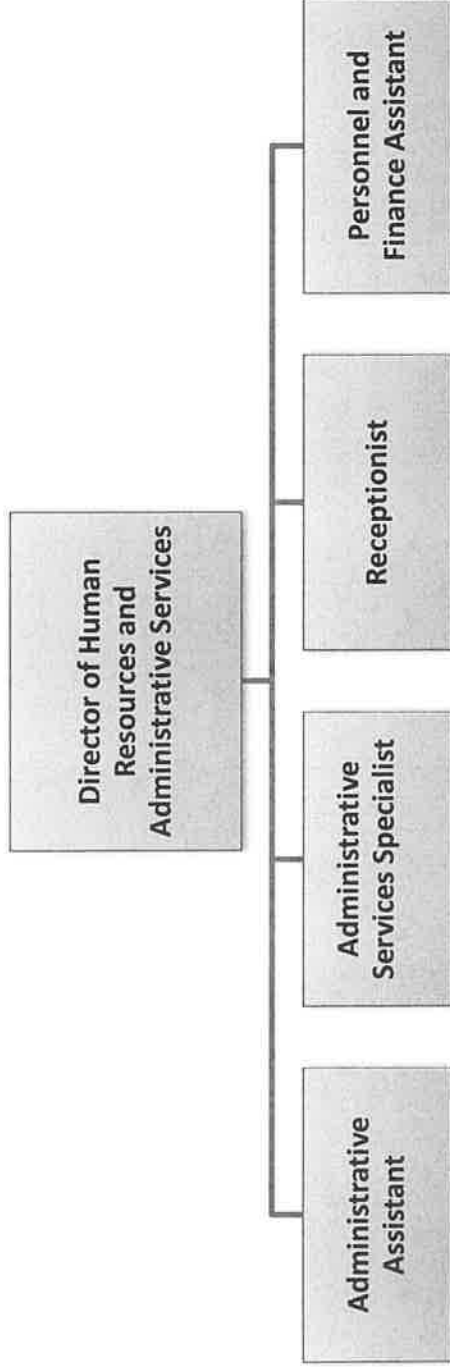 Director of Human
Resources and
Administrative Services
Administrative
Assistant
Administrative
Services Specialist
Receptionist
Personnel and
Finance Assistant